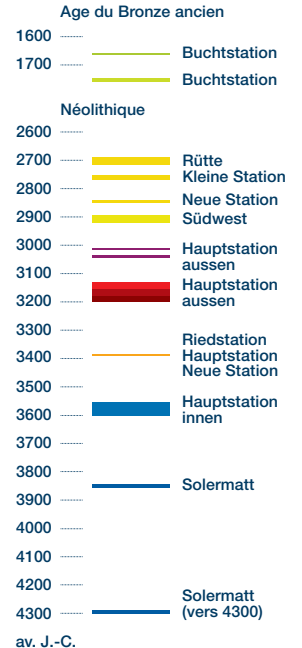 Age du Bronze ancien
1600
Buchtstation
1700
Buchtstation
Néolithique
2600
2700
Rütte
Kleine Station
2800
Neue Station
2900
Südwest
3000
Hauptstation
aussen
3100
Hauptstation
aussen
3200
3300
Riedstation
3400
Hauptstation
Neue Station
3500
Hauptstation
innen
3600
3700
3800
Solermatt
3900
4000
4100
4200
Solermatt
4300
(vers 4300)
av. J.-C.